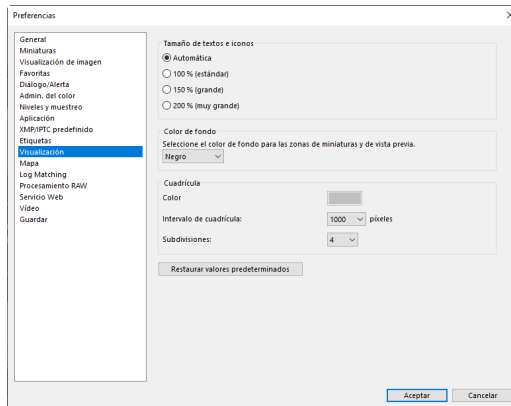 Preferencias
General
Miniaturas
Visualización de imagen
Favoritas
Diálogo/Alerta
Admin. del color
Niveles y muestreo
Aplicación
XMP/IPTC predefinido
Etiquetas
Visualización
Mapa
Log Matching
Procesamiento RAW
Servicio Web
Vídeo
Guardar
Tamaño de textos e iconos
Automática
100 % (estándar)
150 % (grande)
200 % (muy grande)
Color de fondo
Seleccione el color de fondo para las zonas de miniaturas y de vista previa.
Negro
Cuadrícula
Color
Intervalo de cuadrícula: 1000 píxeles
Subdivisiones: 4
Restaurar valores predeterminados
Aceptar Cancelar